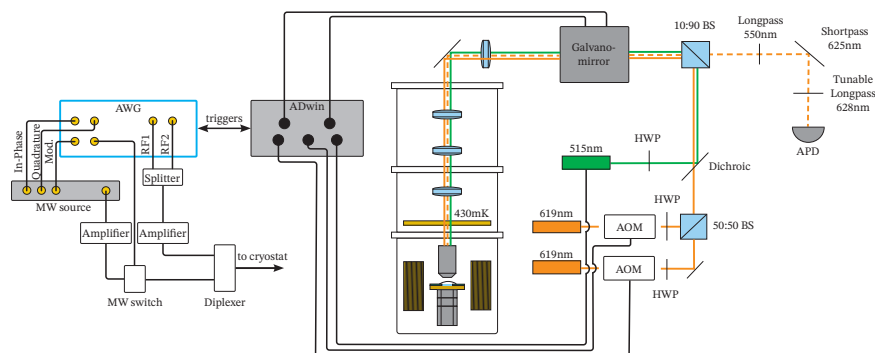 10:90 BS
Longpass
550nm
Shortpass
625nm
Galvano-
mirror
Tunable
Longpass
628nm
APD
AWG
RF1
RF2
triggers
ADwin
In-Phase
Quadrature
Mod.
Splitter
MW source
Amplifier
Amplifier
to cryostat
MW switch
Diplexer
430mK
515nm
HWP
Dichroic
619nm
AOM
HWP
50:50 BS
619nm
AOM
HWP